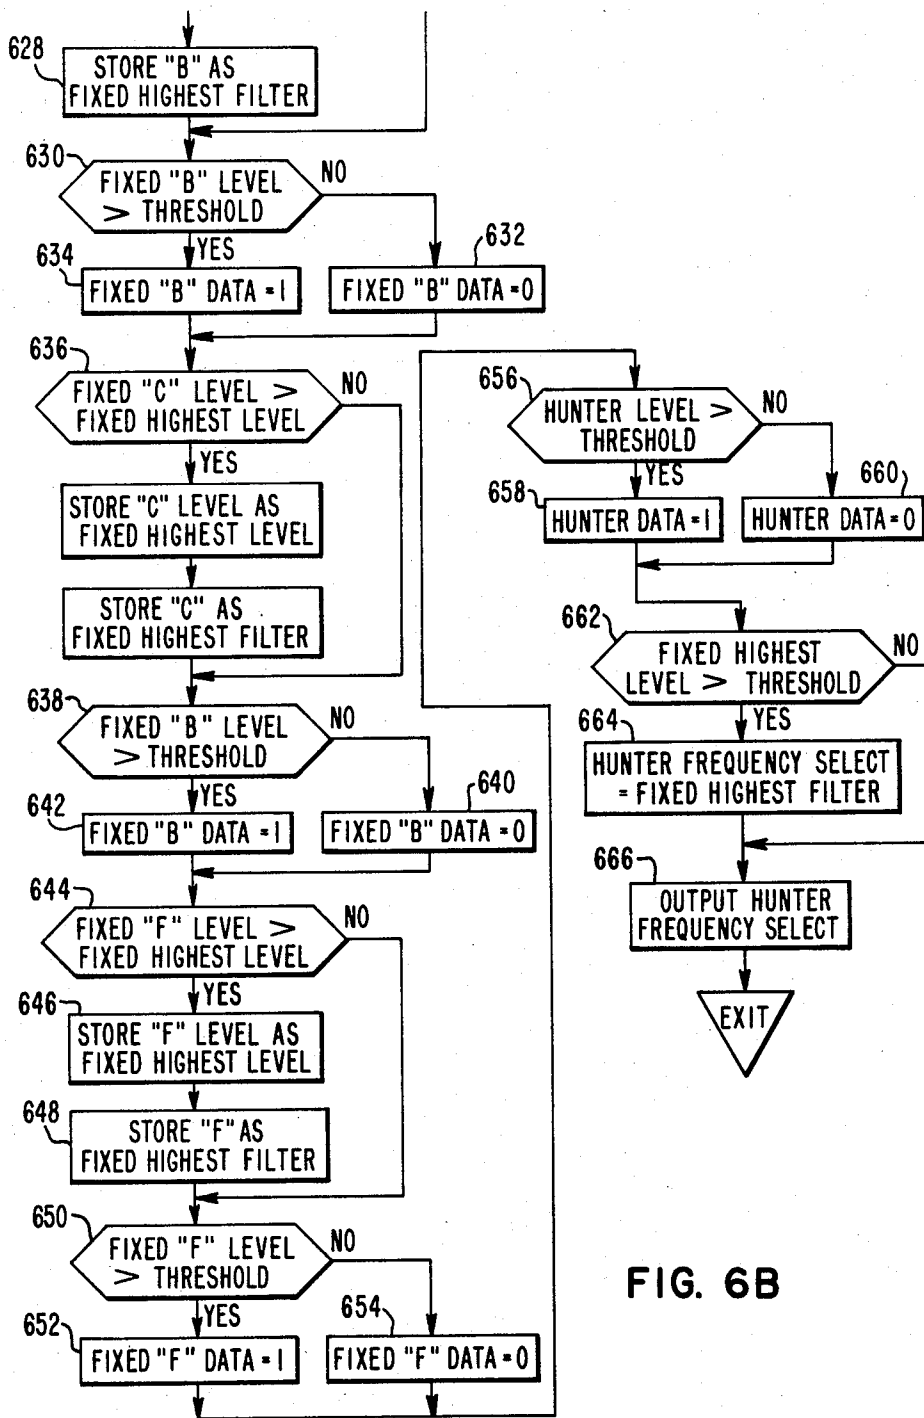 628
STORE "B" AS
FIXED HIGHEST FILTER
630
FIXED "B" LEVEL
> THRESHOLD
NO
YES
634
FIXED "B" DATA = 1
632
FIXED "B" DATA = 0
636
FIXED "C" LEVEL >
FIXED HIGHEST LEVEL
NO
YES
STORE "C" LEVEL AS
FIXED HIGHEST LEVEL
STORE "C" AS
FIXED HIGHEST FILTER
638
FIXED "B" LEVEL
> THRESHOLD
NO
YES
642
FIXED "B" DATA = 1
640
FIXED "B" DATA = 0
644
FIXED "F" LEVEL >
FIXED HIGHEST LEVEL
NO
YES
646
STORE "F" LEVEL AS
FIXED HIGHEST LEVEL
648
STORE "F" AS
FIXED HIGHEST FILTER
650
FIXED "F" LEVEL
> THRESHOLD
NO
YES
652
FIXED "F" DATA = 1
654
FIXED "F" DATA = 0
656
HUNTER LEVEL >
THRESHOLD
NO
YES
658
HUNTER DATA = 1
660
HUNTER DATA = 0
662
FIXED HIGHEST
LEVEL > THRESHOLD
NO
YES
664
HUNTER FREQUENCY SELECT
= FIXED HIGHEST FILTER
666
OUTPUT HUNTER
FREQUENCY SELECT
EXIT
FIG. 6B